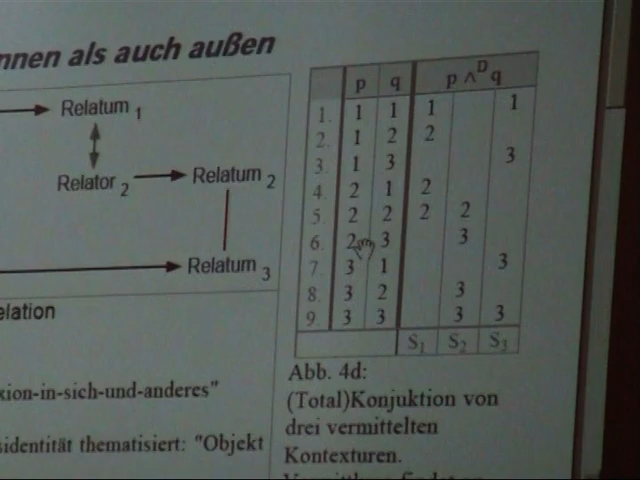 nnen als auch außen
Relatum 1
Relator 2
Relatum 2
Relatum 3
elation
xion-in-sich-und-anderes"
sidentität thematisiert: "Objekt
p q p ∧D q
1. 1 1 1 1
2. 1 2 2
3. 1 3 3
4. 2 1 2
5. 2 2 2 2
6. 2 3 3
7. 3 1 3
8. 3 2 3
9 3 3 3 3
S1 S2 S3
Abb. 4d:
(Total)Konjuktion von
drei vermittelten
Kontexturen.